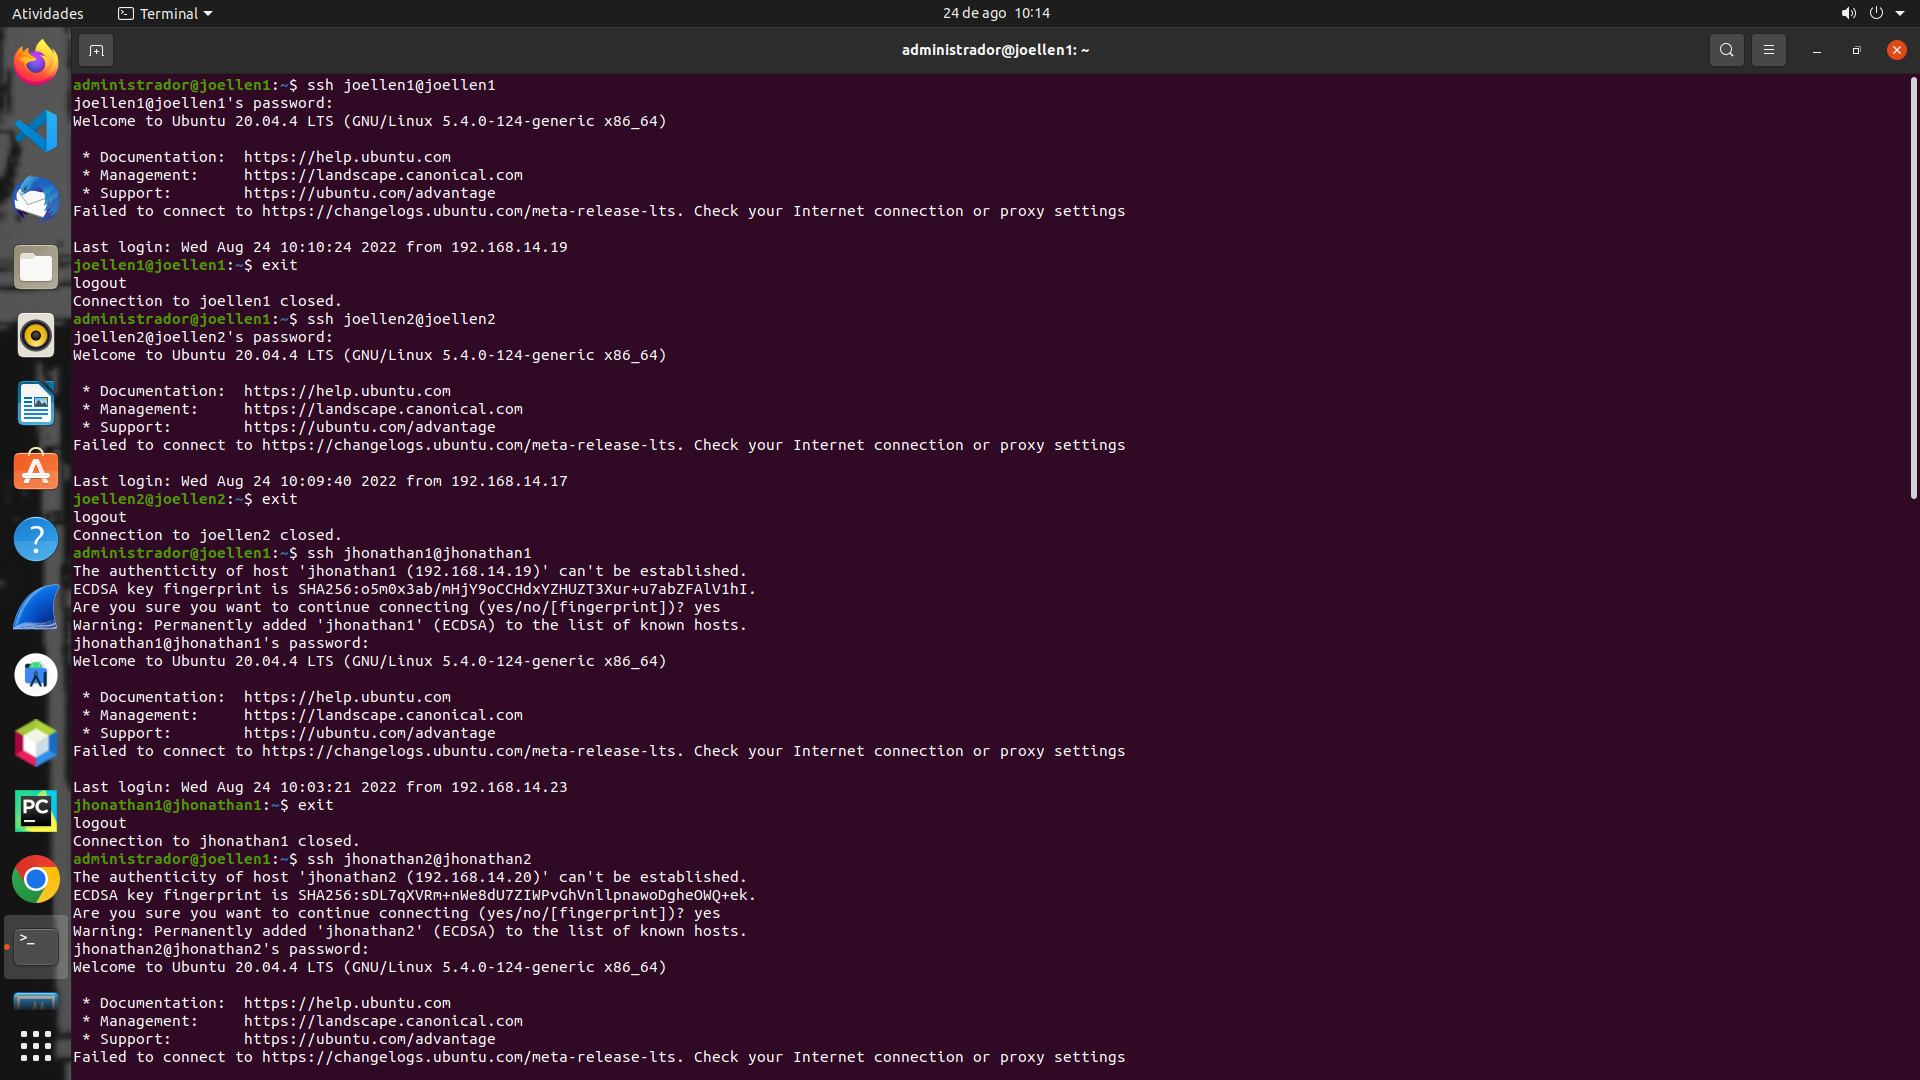 Atividades
Terminal
24 de ago 10:14
administrador@joellen1: ~
administrador@joellen1:~$ ssh joellen1@joellen1
joellen1@joellen1's password:
Welcome to Ubuntu 20.04.4 LTS (GNU/Linux 5.4.0-124-generic x86_64)
* Documentation:  https://help.ubuntu.com
* Management:     https://landscape.canonical.com
* Support:        https://ubuntu.com/advantage
Failed to connect to https://changelogs.ubuntu.com/meta-release-lts. Check your Internet connection or proxy settings
Last login: Wed Aug 24 10:10:24 2022 from 192.168.14.19
joellen1@joellen1:~$ exit
logout
Connection to joellen1 closed.
administrador@joellen1:~$ ssh joellen2@joellen2
joellen2@joellen2's password:
Welcome to Ubuntu 20.04.4 LTS (GNU/Linux 5.4.0-124-generic x86_64)
* Documentation:  https://help.ubuntu.com
* Management:     https://landscape.canonical.com
* Support:        https://ubuntu.com/advantage
Failed to connect to https://changelogs.ubuntu.com/meta-release-lts. Check your Internet connection or proxy settings
Last login: Wed Aug 24 10:09:40 2022 from 192.168.14.17
joellen2@joellen2:~$ exit
logout
Connection to joellen2 closed.
administrador@joellen1:~$ ssh jhonathan1@jhonathan1
The authenticity of host 'jhonathan1 (192.168.14.19)' can't be established.
ECDSA key fingerprint is SHA256:o5m0x3ab/mHjY9oCCHdxYZHUZT3Xur+u7abZFAlV1hI.
Are you sure you want to continue connecting (yes/no/[fingerprint])? yes
Warning: Permanently added 'jhonathan1' (ECDSA) to the list of known hosts.
jhonathan1@jhonathan1's password:
Welcome to Ubuntu 20.04.4 LTS (GNU/Linux 5.4.0-124-generic x86_64)
* Documentation:  https://help.ubuntu.com
* Management:     https://landscape.canonical.com
* Support:        https://ubuntu.com/advantage
Failed to connect to https://changelogs.ubuntu.com/meta-release-lts. Check your Internet connection or proxy settings
Last login: Wed Aug 24 10:03:21 2022 from 192.168.14.23
jhonathan1@jhonathan1:~$ exit
logout
Connection to jhonathan1 closed.
administrador@joellen1:~$ ssh jhonathan2@jhonathan2
The authenticity of host 'jhonathan2 (192.168.14.20)' can't be established.
ECDSA key fingerprint is SHA256:sDL7qXVRm+nWe8dU7ZIWPvGhVnllpnawoDgheOWQ+ek.
Are you sure you want to continue connecting (yes/no/[fingerprint])? yes
Warning: Permanently added 'jhonathan2' (ECDSA) to the list of known hosts.
jhonathan2@jhonathan2's password:
Welcome to Ubuntu 20.04.4 LTS (GNU/Linux 5.4.0-124-generic x86_64)
* Documentation:  https://help.ubuntu.com
* Management:     https://landscape.canonical.com
* Support:        https://ubuntu.com/advantage
Failed to connect to https://changelogs.ubuntu.com/meta-release-lts. Check your Internet connection or proxy settings
PC